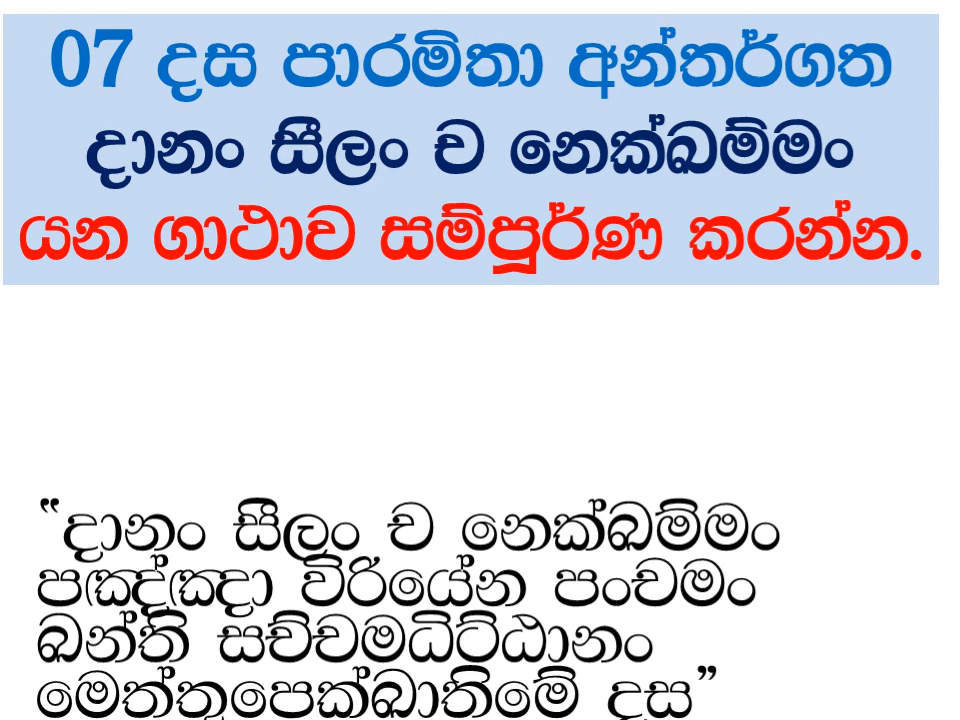 07 දස පාරමිතා අන්තර්ගත
දානං සීලං ච නෙක්ඛම්මං
යන ගාථාව සම්පූර්ණ කරන්න.
“දානං සීලං ච නෙක්ඛම්මං
පඤ්ඤා විරියේන පංචමං
ඛන්ති සච්චමධිට්ඨානං
මෙත්තුපෙක්ඛාතිමේ දස”